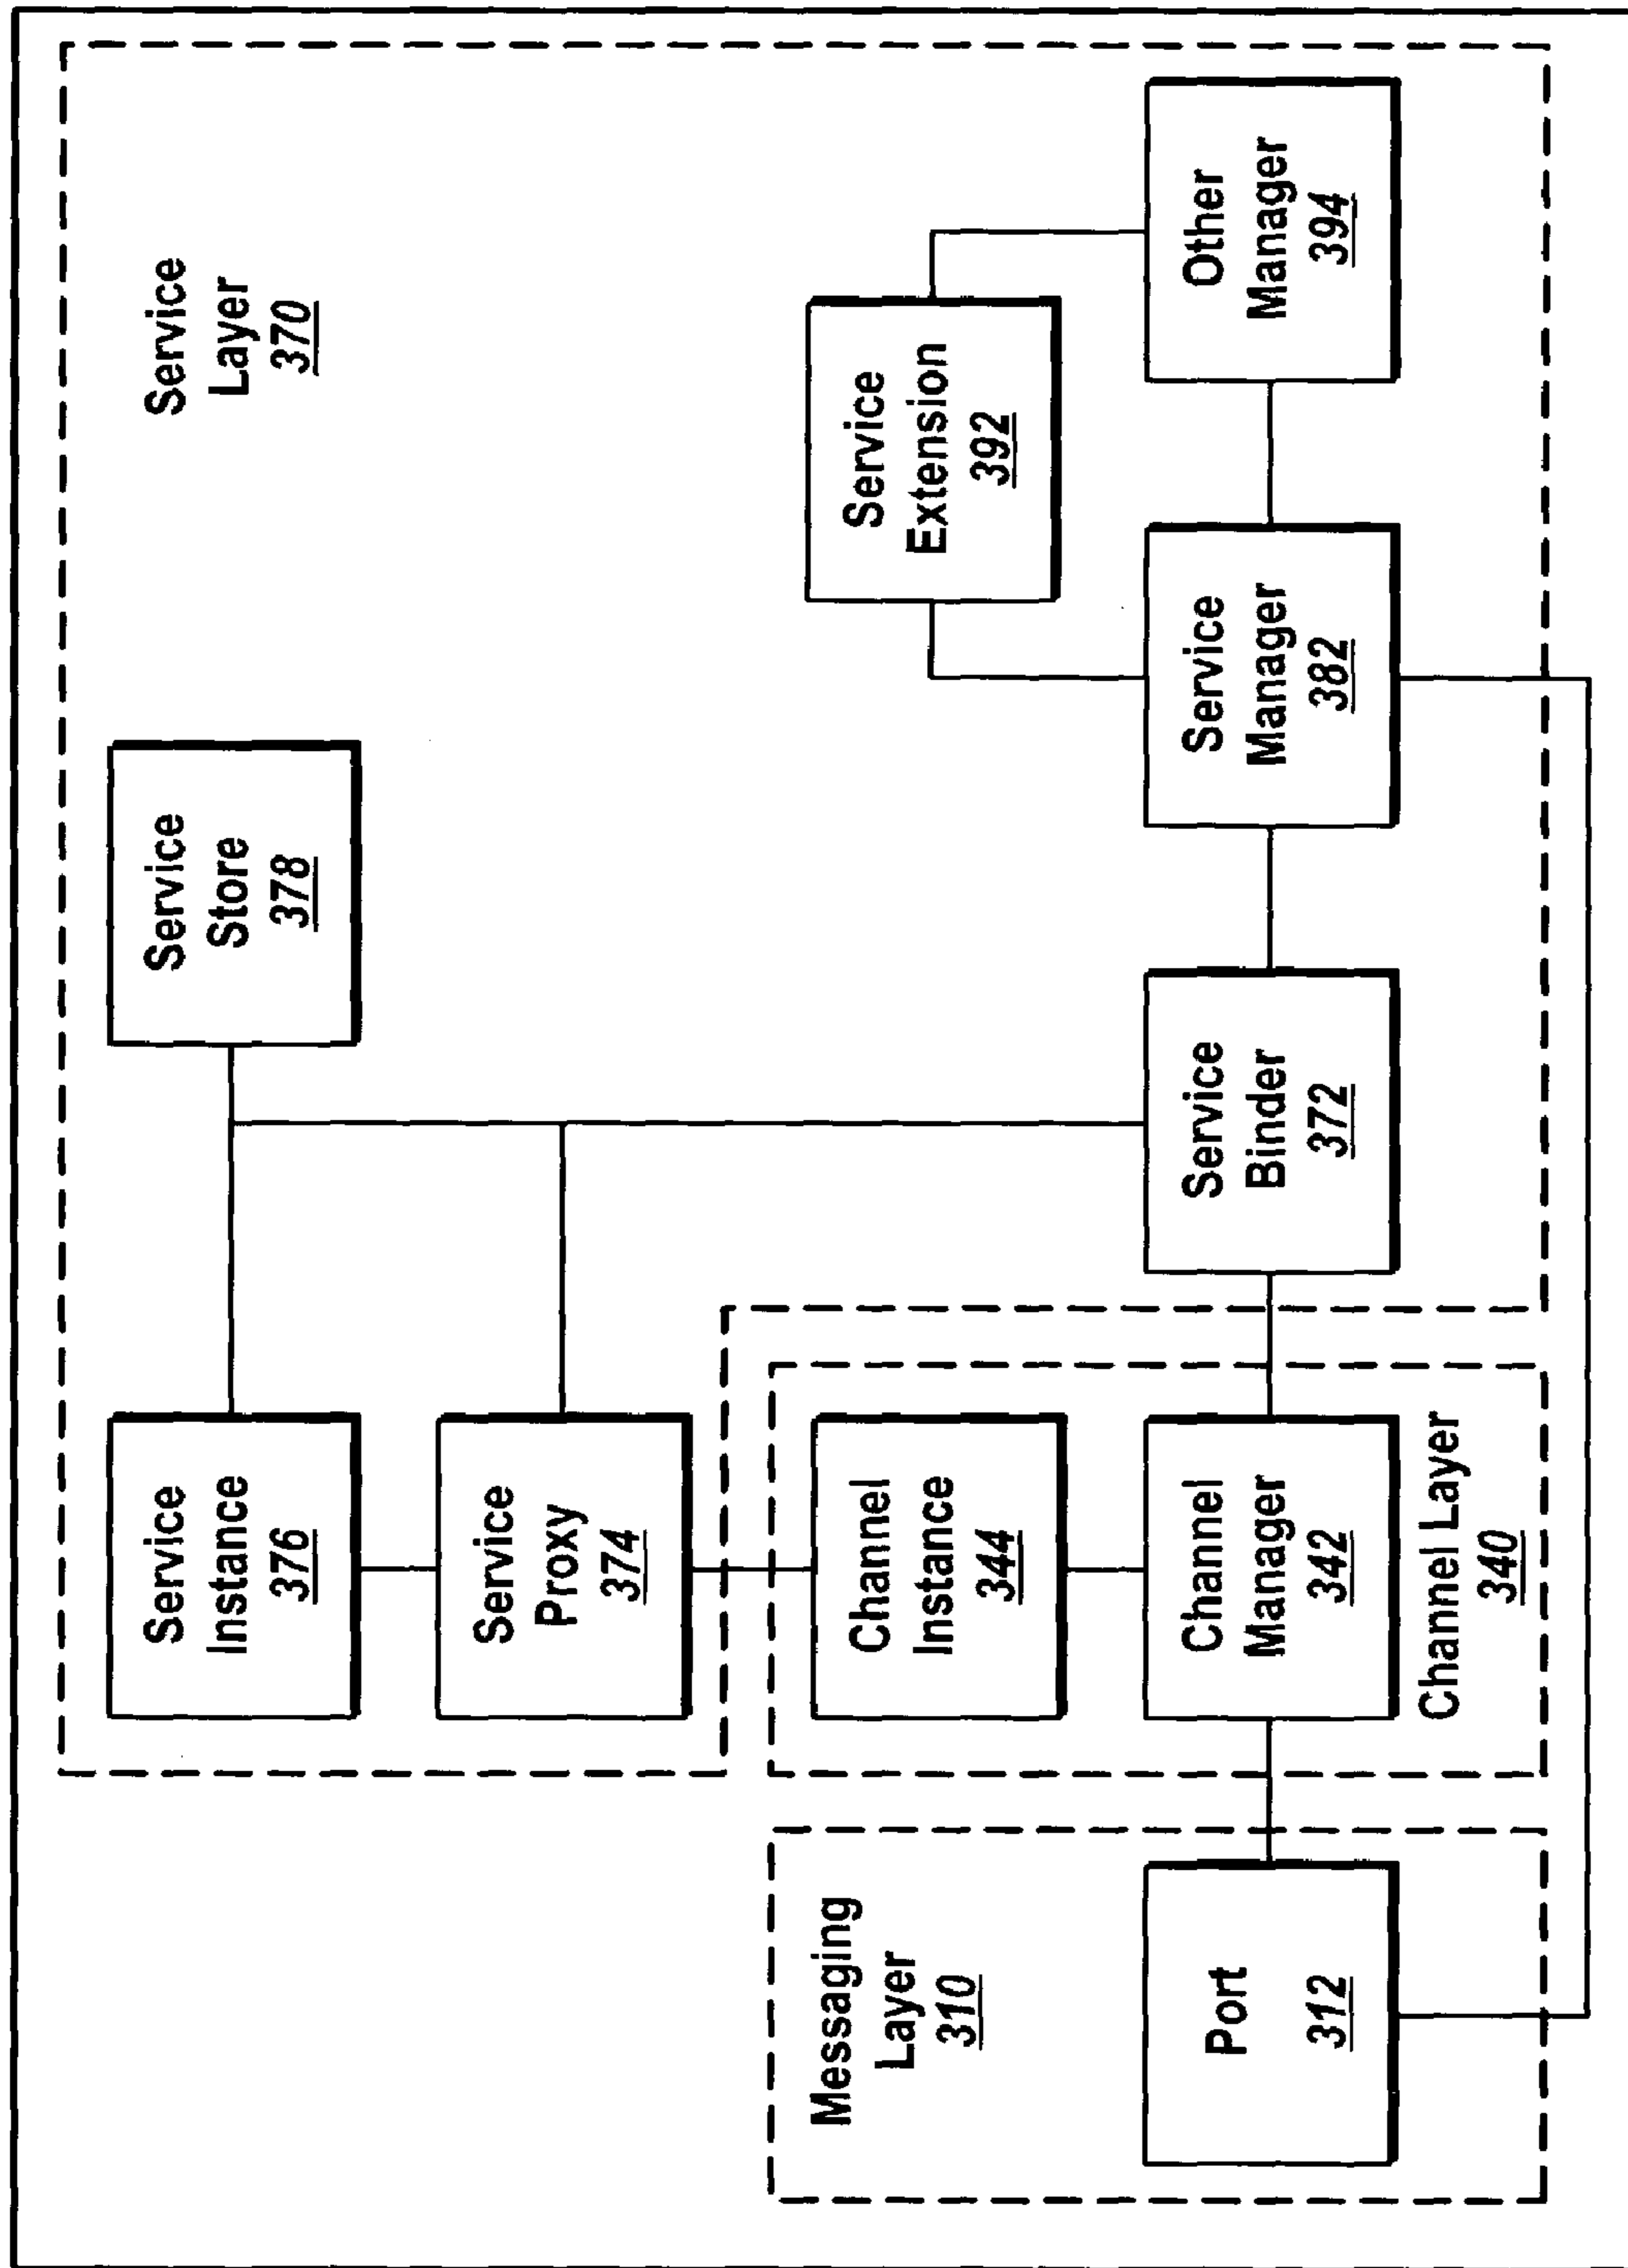 Service
Instance
376
Service
Store
378
Service
Layer
370
Service
Proxy
374
Messaging
Layer
310
Channel
Instance
344
Service
Extension
392
Port
312
Channel
Manager
342
Service
Binder
372
Service
Manager
382
Other
Manager
394
Channel Layer
340